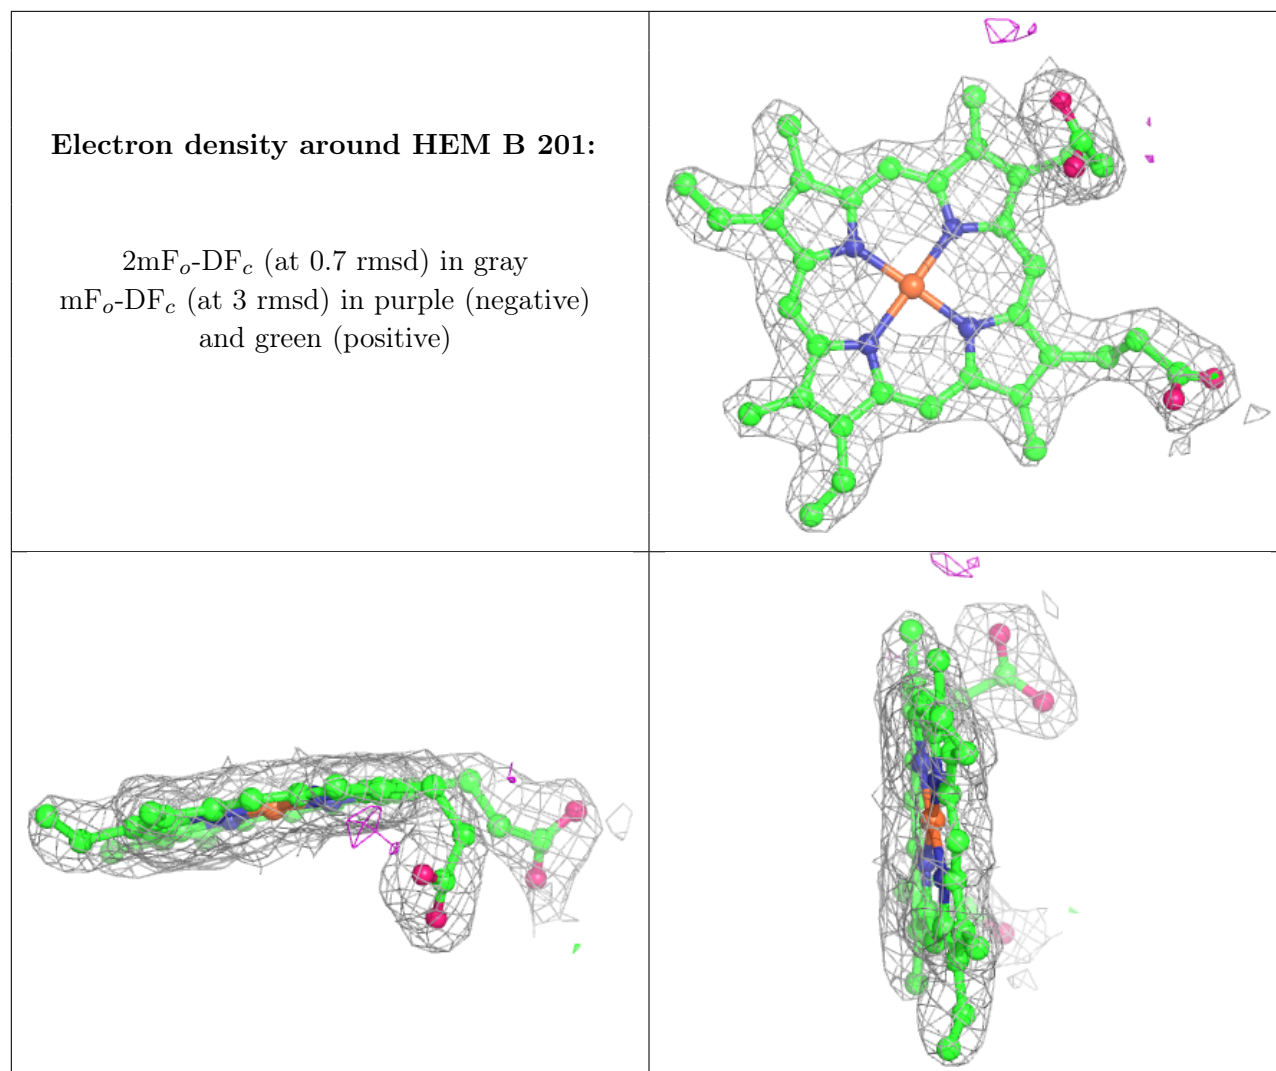 Electron density around HEM B 201:
2mFo-DFc (at 0.7 rmsd) in gray
mFo-DFc (at 3 rmsd) in purple (negative)
and green (positive)